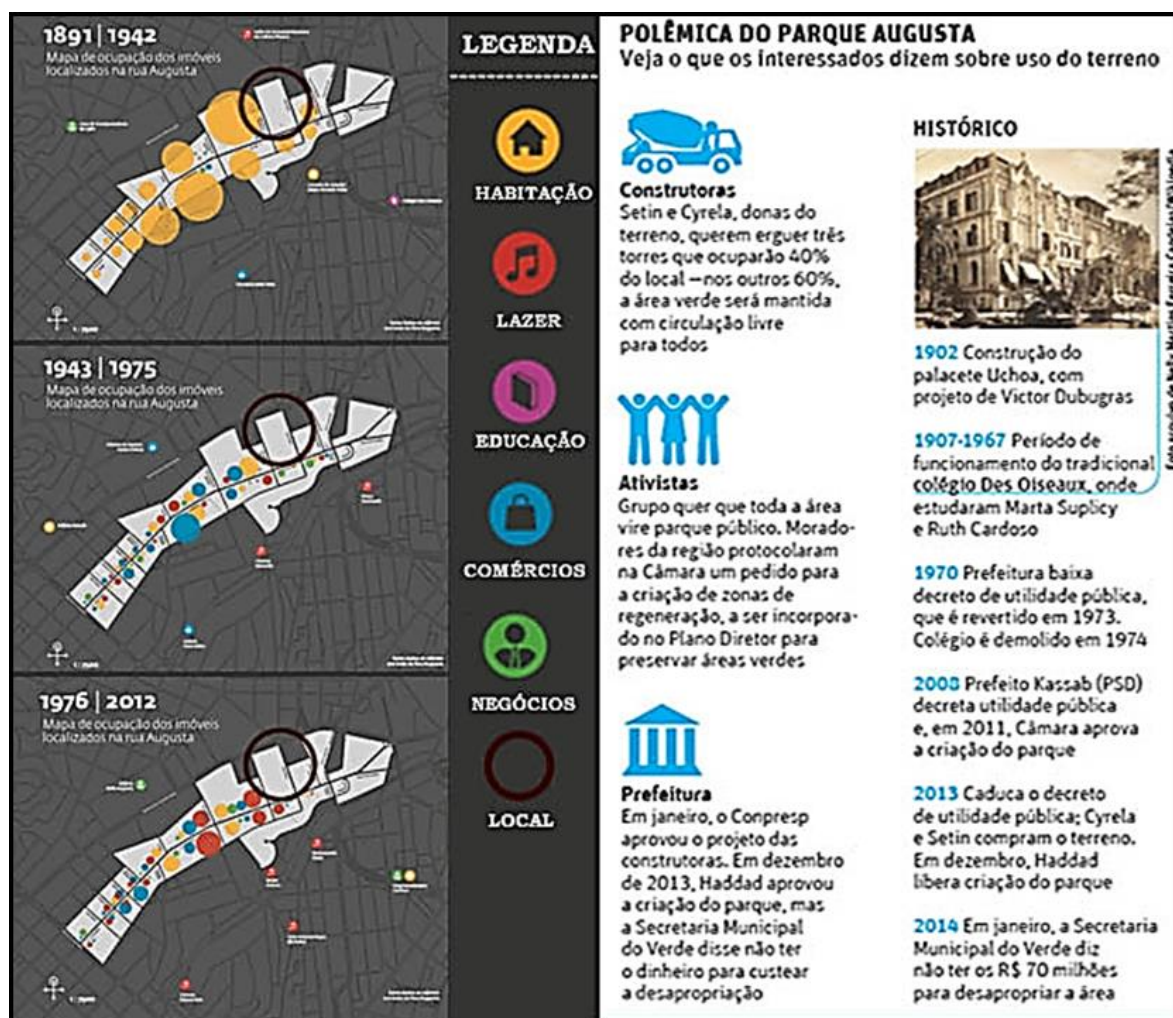 1891 | 1942
Mapa de ocupação dos imóveis
localizados na rua Augusta
1943 | 1975
Mapa de ocupação dos imóveis
localizados na rua Augusta
1976 | 2012
Mapa de ocupação dos imóveis
localizados na rua Augusta
LEGENDA
HABITAÇÃO
LAZER
EDUCAÇÃO
COMÉRCIOS
NEGÓCIOS
LOCAL
POLÊMICA DO PARQUE AUGUSTA
Veja o que os interessados dizem sobre uso do terreno
Construtoras
Setin e Cyrela, donas do
terreno, querem erguer três
torres que ocuparão 40%
do local —nos outros 60%,
a área verde será mantida
com circulação livre
para todos
Ativistas
Grupo quer que toda a área
vire parque público. Morado-
res da região protocolaram
na Câmara um pedido para
a criação de zonas de
regeneração, a ser incorpora-
do no Plano Diretor para
preservar áreas verdes
Prefeitura
Em janeiro, o Conpresp
aprovou o projeto das
construtoras. Em dezembro
de 2013, Haddad aprovou
a criação do parque, mas
a Secretaria Municipal
do Verde disse não ter
o dinheiro para custear
a desapropriação
HISTÓRICO
1902 Construção do
palacete Uchoa, com
projeto de Victor Dubugras
1907-1967 Período de
funcionamento do tradicional
colégio Des Oiseaux, onde
estudaram Marta Suplicy
e Ruth Cardoso
1970 Prefeitura baixa
decreto de utilidade pública,
que é revertido em 1973.
Colégio é demolido em 1974
2008 Prefeito Kassab (PSD)
decreta utilidade pública
e, em 2011, Câmara aprova
a criação do parque
2013 Caduca o decreto
de utilidade pública; Cyrela
e Setin compram o terreno.
Em dezembro, Haddad
libera criação do parque
2014 Em janeiro, a Secretaria
Municipal do Verde diz
não ter os R$ 70 milhões
para desapropriar a área